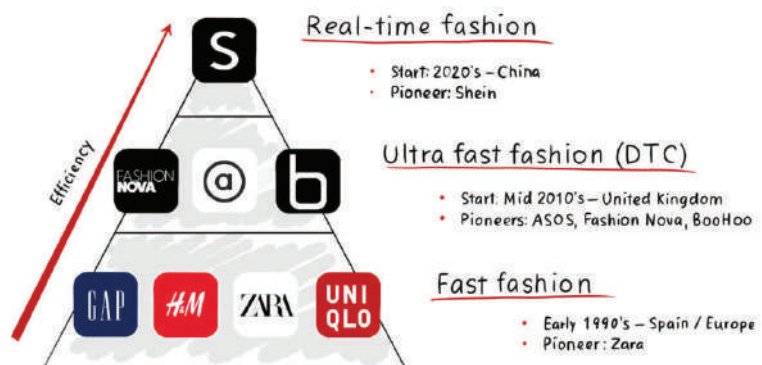 S
Real-time fashion
• Start: 2020's – China
• Pioneer: Shein
Efficiency
FASHION
NOVA
a
b
Ultra fast fashion (DTC)
• Start: Mid 2010's – United Kingdom
• Pioneers: ASOS, Fashion Nova, BooHoo
GAP
H&M
ZARA
UNI
QLO
Fast fashion
• Early 1990's – Spain / Europe
• Pioneer: Zara